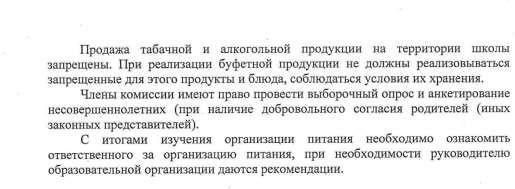 Продажа табачной и алкогольной продукции на территории школы
запрещены. При реализации буфетной продукции не должны реализовываться
запрещенные для этого продукты и блюда, соблюдаться условия их хранения.
Члены комиссии имеют право провести выборочный опрос и анкетирование
несовершеннолетних (при наличие добровольного согласия родителей (иных
законных представителей).
С итогами изучения организации питания необходимо ознакомить
ответственного за организацию питания, при необходимости руководителю
образовательной организации даются рекомендации.